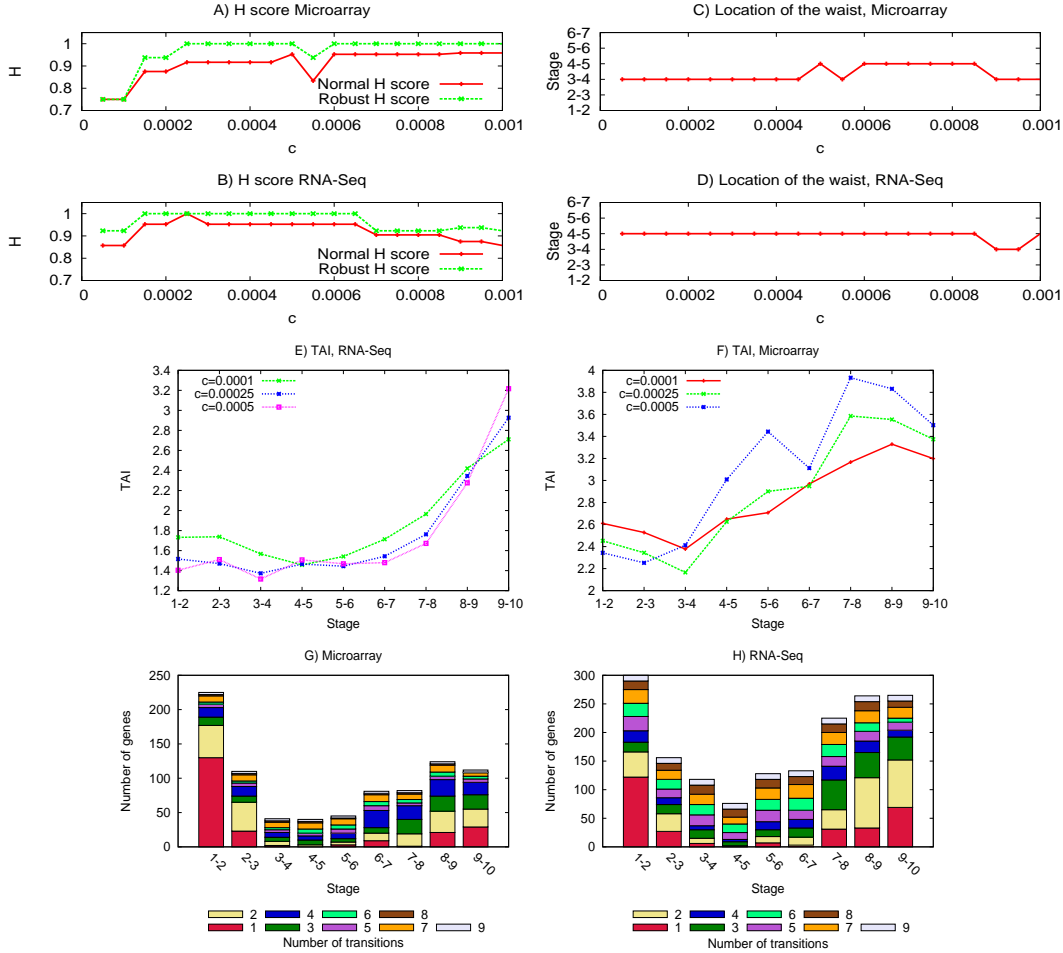 A) H score Microarray
H
1
0.9
0.8
0.7
Normal H score
Robust H score
0 0.0002 0.0004 0.0006 0.0008 0.001
c
C) Location of the waist, Microarray
Stage
6-7
5-6
4-5
3-4
2-3
1-2
0 0.0002 0.0004 0.0006 0.0008 0.001
c
B) H score RNA-Seq
H
1
0.9
0.8
0.7
Normal H score
Robust H score
0 0.0002 0.0004 0.0006 0.0008 0.001
c
D) Location of the waist, RNA-Seq
Stage
6-7
5-6
4-5
3-4
2-3
1-2
0 0.0002 0.0004 0.0006 0.0008 0.001
c
E) TAI, RNA-Seq
TAI
3.4
3.2
3
2.8
2.6
2.4
2.2
2
1.8
1.6
1.4
1.2
c=0.0001
c=0.00025
c=0.0005
1-2 2-3 3-4 4-5 5-6 6-7 7-8 8-9 9-10
Stage
F) TAI, Microarray
TAI
4
3.8
3.6
3.4
3.2
3
2.8
2.6
2.4
2.2
2
c=0.0001
c=0.00025
c=0.0005
1-2 2-3 3-4 4-5 5-6 6-7 7-8 8-9 9-10
Stage
G) Microarray
Number of genes
250
200
150
100
50
0
1-2 2-3 3-4 4-5 5-6 6-7 7-8 8-9 9-10
Stage
2 4 6 8
1 3 5 7 9
Number of transitions
H) RNA-Seq
Number of genes
300
250
200
150
100
50
0
1-2 2-3 3-4 4-5 5-6 6-7 7-8 8-9 9-10
Stage
2 4 6 8
1 3 5 7 9
Number of transitions